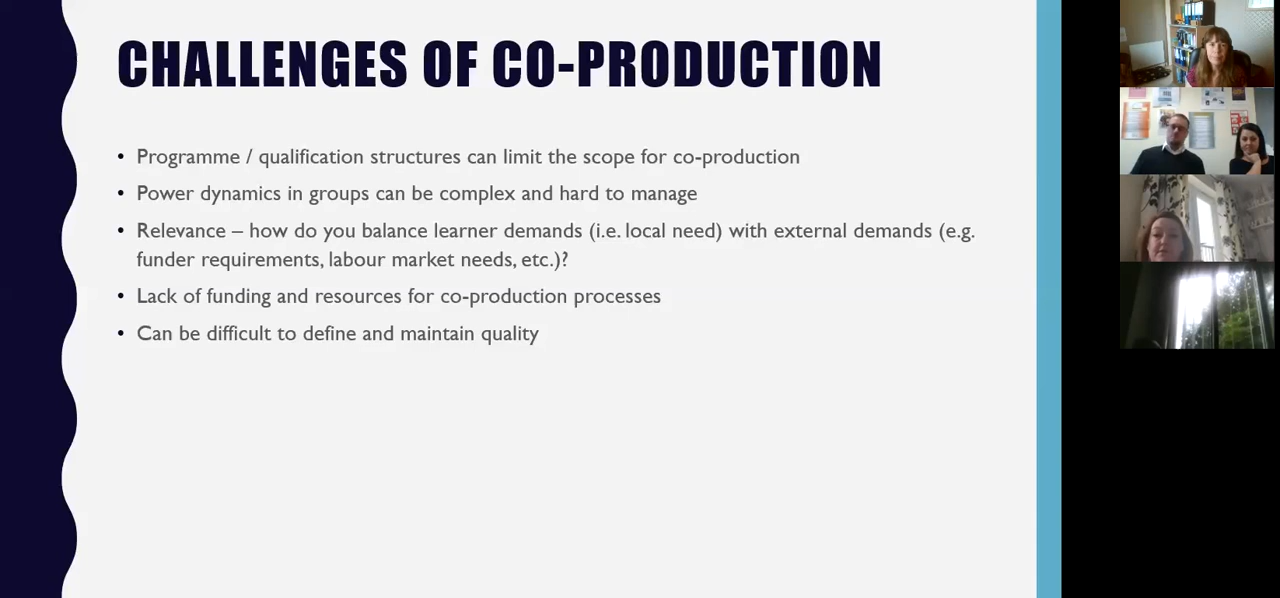 CHALLENGES OF CO-PRODUCTION
• Programme / qualification structures can limit the scope for co-production
• Power dynamics in groups can be complex and hard to manage
• Relevance – how do you balance learner demands (i.e. local need) with external demands (e.g.
funder requirements, labour market needs, etc.)?
• Lack of funding and resources for co-production processes
• Can be difficult to define and maintain quality